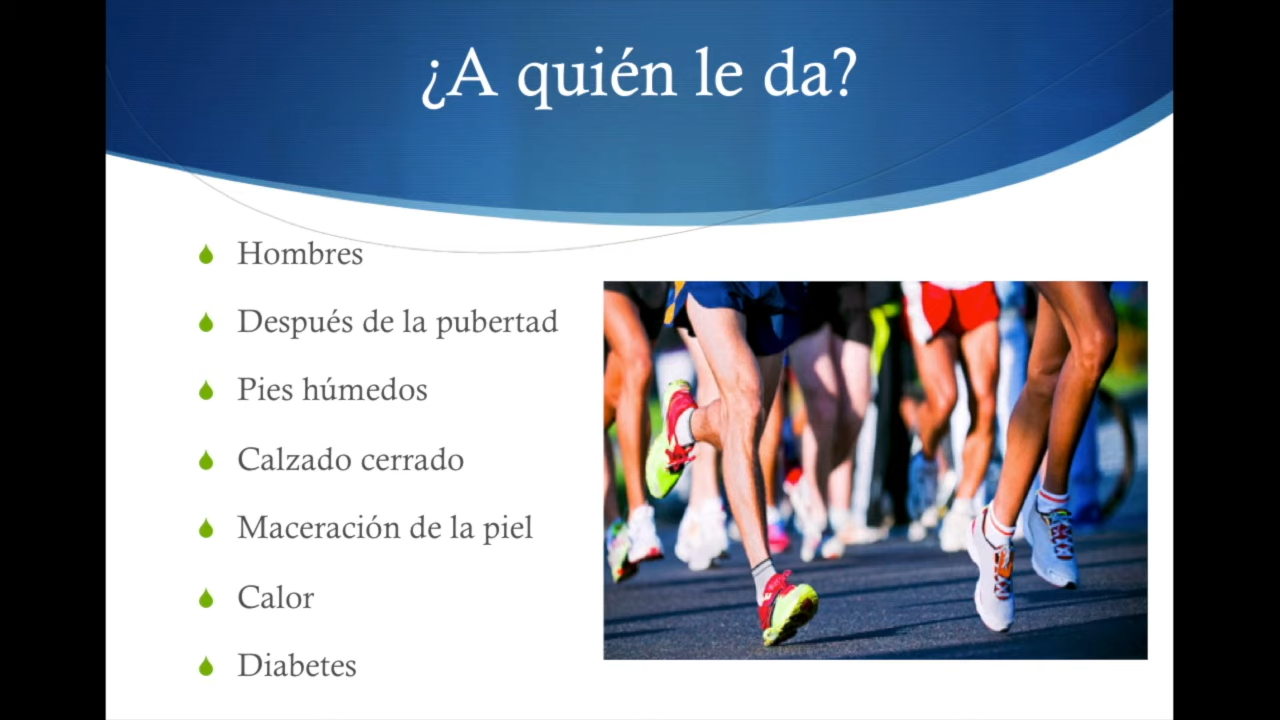 ¿A quién le da?
Hombres
Después de la pubertad
Pies húmedos
Calzado cerrado
Maceración de la piel
Calor
Diabetes